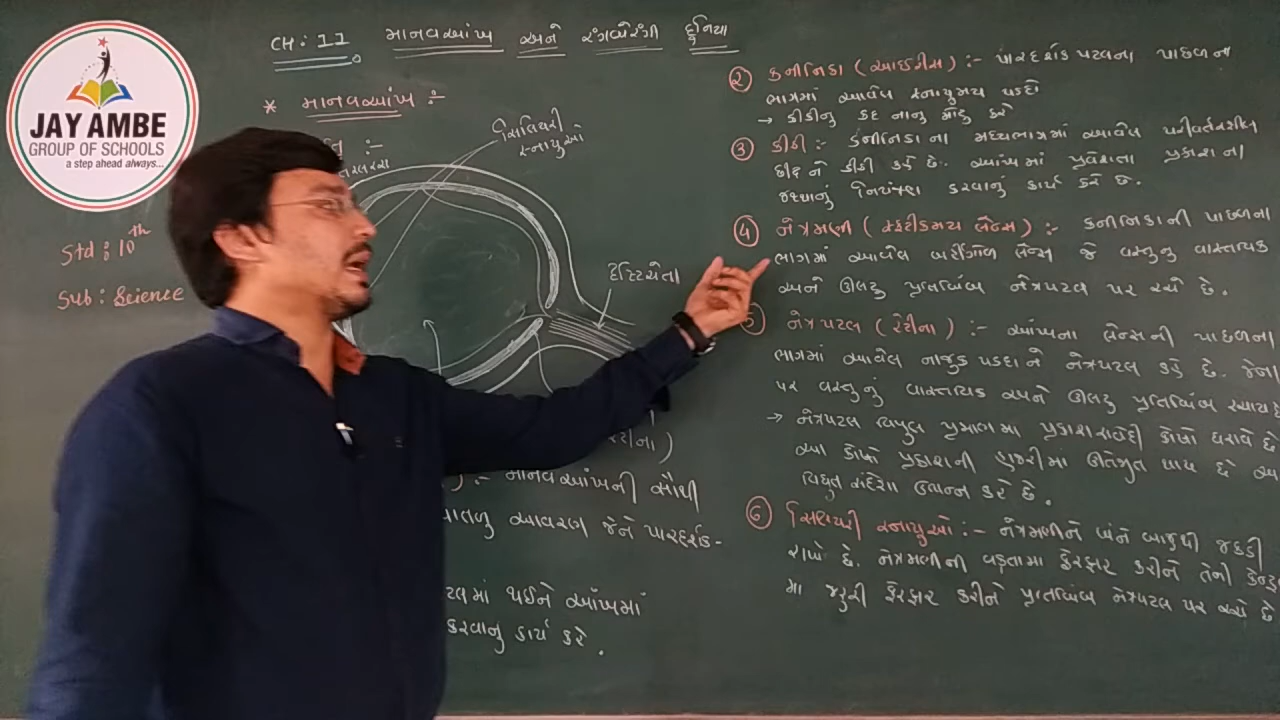 JAY AMBE
GROUP OF SCHOOLS
a step ahead always...
CH: 11 માનવઆંખ અને રંગબેરંગી દુનિયા
* માનવઆંખ :-
Std : 10th
Sub : Science
સિલિયરી
સ્નાયુઓ
:- માનવઆંખની સૌથી
પાતળુ આવરણ જેને પારદર્શક-
થઈને આંખમાં
કરવાનું કાર્ય કરે .
② કનીનિકા (આઇરીસ) :- પારદર્શક પટલના પાછળના
ભાગમાં આવેલ સ્નાયુમય પડદો
→ કીકીનું કદ નાનુ મોટુ કરે
③ કીકી :- કનીનિકા ના મધ્યભાગમાં આવેલ પરીવર્તનશીલ
છીદ્ર ને કીકી કહે છે. આંખમાં પ્રવેશતા પ્રકાશ ના
જથ્થાનું નિયંત્રણ કરવાનું કાર્ય કરે છે.
④ નેત્રમણી (સ્ફટીકમય લેન્સ) :- કનીનિકાની પાછળના
ભાગમાં આવેલ બર્હીગોળ લેન્સ જે વસ્તુનુ વાસ્તવિક
અને ઊલટુ પ્રતિબિંબ નેત્રપટલ પર રચે છે.
⑤ નેત્રપટલ (રેટીના) :- આંખના લેન્સની પાછળના
ભાગમાં આવેલ નાજુક પડદાને નેત્રપટલ કહે છે. જેના
પર વસ્તુનું વાસ્તવિક અને ઊલટુ પ્રતિબિંબ રચાય છે
→ નેત્રપટલ વિપુલ પ્રમાણમા પ્રકાશસંવેદી કોષો ધરાવે છે
આ કોષો પ્રકાશની હાજરીમાં ઉત્તેજીત થાય છે અ
વિધુત સંદેશા ઉત્પન્ન કરે છે.
⑥ સિલિયરી સ્નાયુઓ :- નેત્રમણીને બંને બાજુથી જકડી
રાખે છે. નેત્રમણીની વક્રતામા ફેરફાર કરીને તેની કેન્દ્ર
મા જરૂરી ફેરફાર કરીને પ્રતિબિંબ નેત્રપટલ પર રચે છે